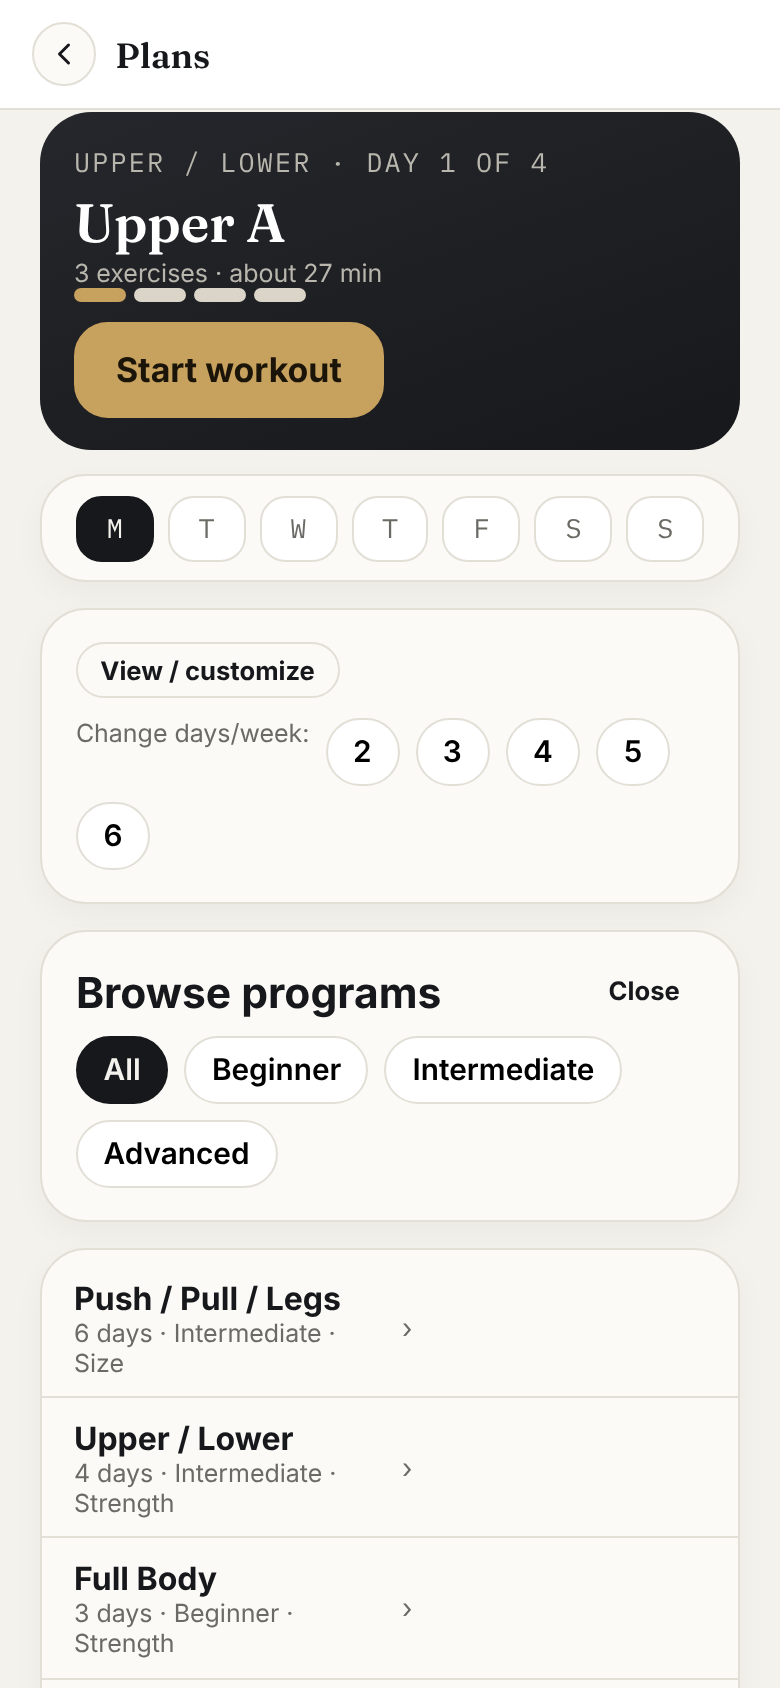 Plans
UPPER / LOWER · DAY 1 OF 4
Upper A
3 exercises · about 27 min
Start workout
M T W T F S S
View / customize
Change days/week: 2 3 4 5
6
Browse programs Close
All Beginner Intermediate
Advanced
Push / Pull / Legs
6 days · Intermediate · ›
Size
Upper / Lower
4 days · Intermediate · ›
Strength
Full Body
3 days · Beginner · ›
Strength